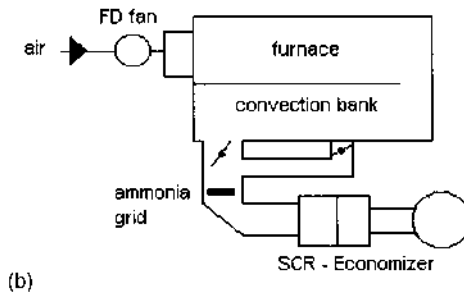 FD fan
air
furnace
convection bank
ammonia
grid
SCR - Economizer
(b)